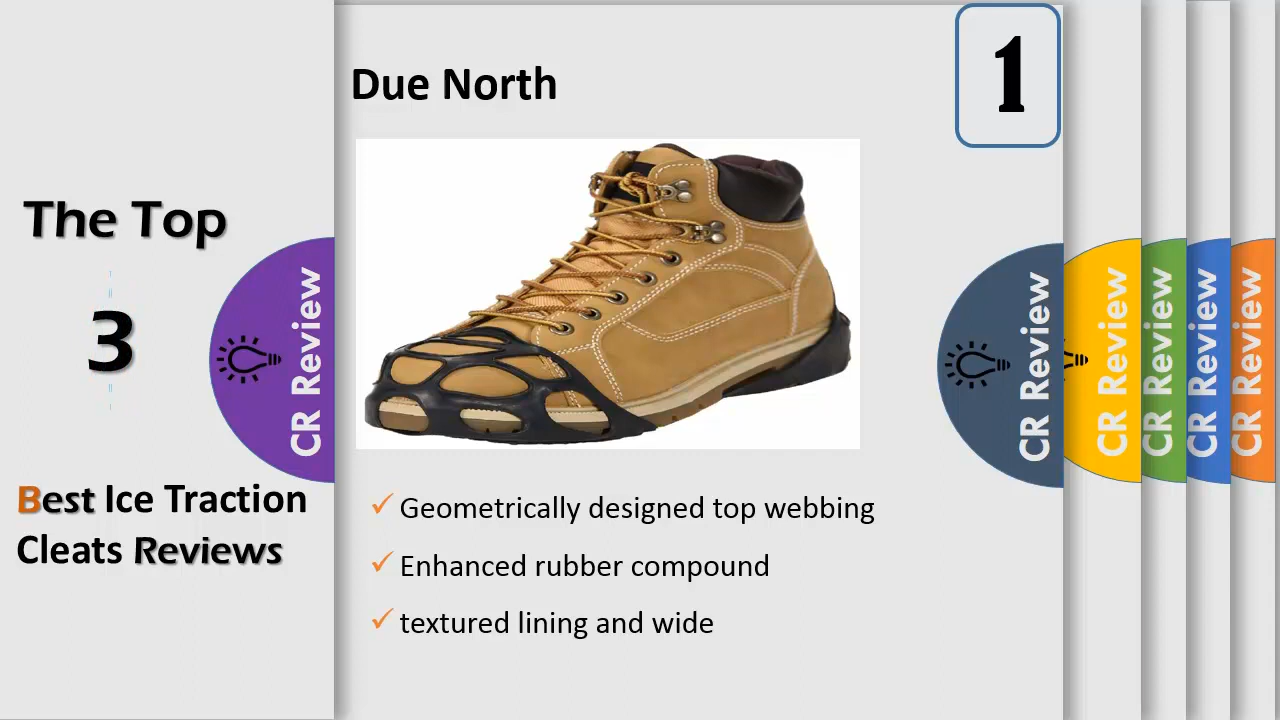 The Top
3
Best Ice Traction
Cleats Reviews
CR Review
Due North
1
Geometrically designed top webbing
Enhanced rubber compound
textured lining and wide
CR Review
CR Review
CR Review
CR Review
CR Review